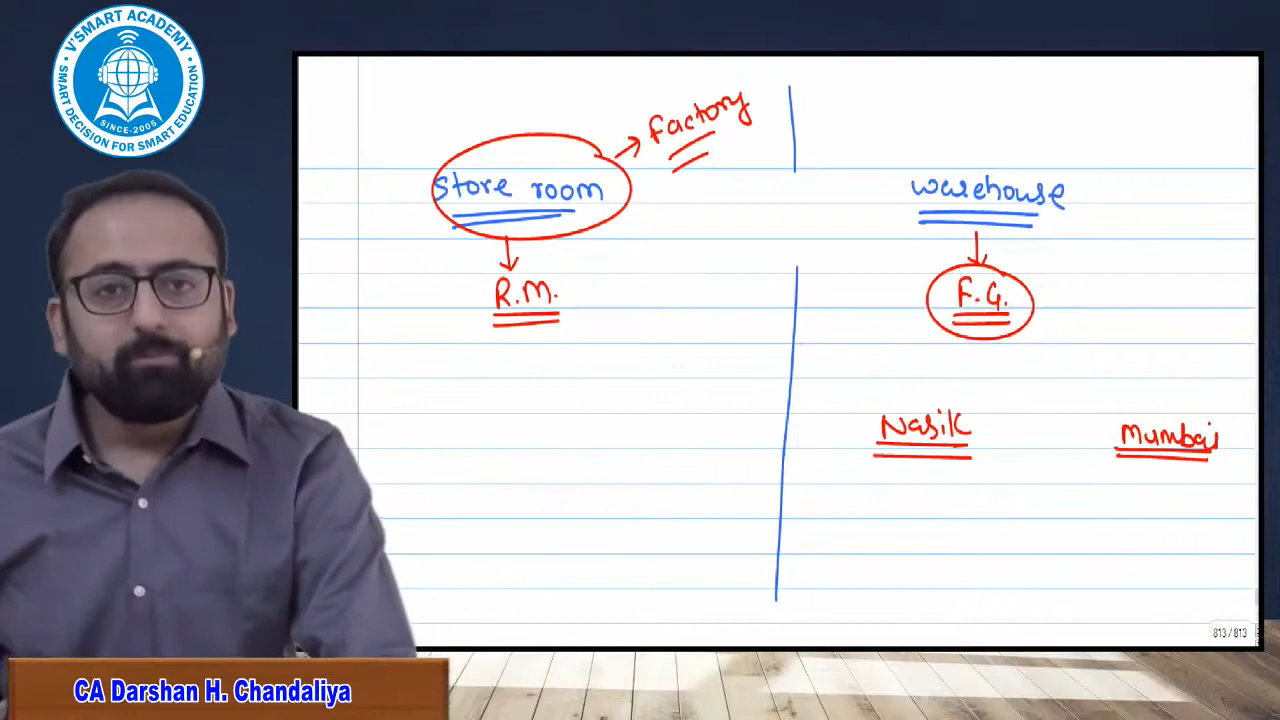 V'SMART ACADEMY
SINCE-2005
SMART DECISION FOR SMART EDUCATION
Factory
Store room
warehouse
R.M.
F.G.
Nasik
Mumbai
813 / 813
CA Darshan H. Chandaliya